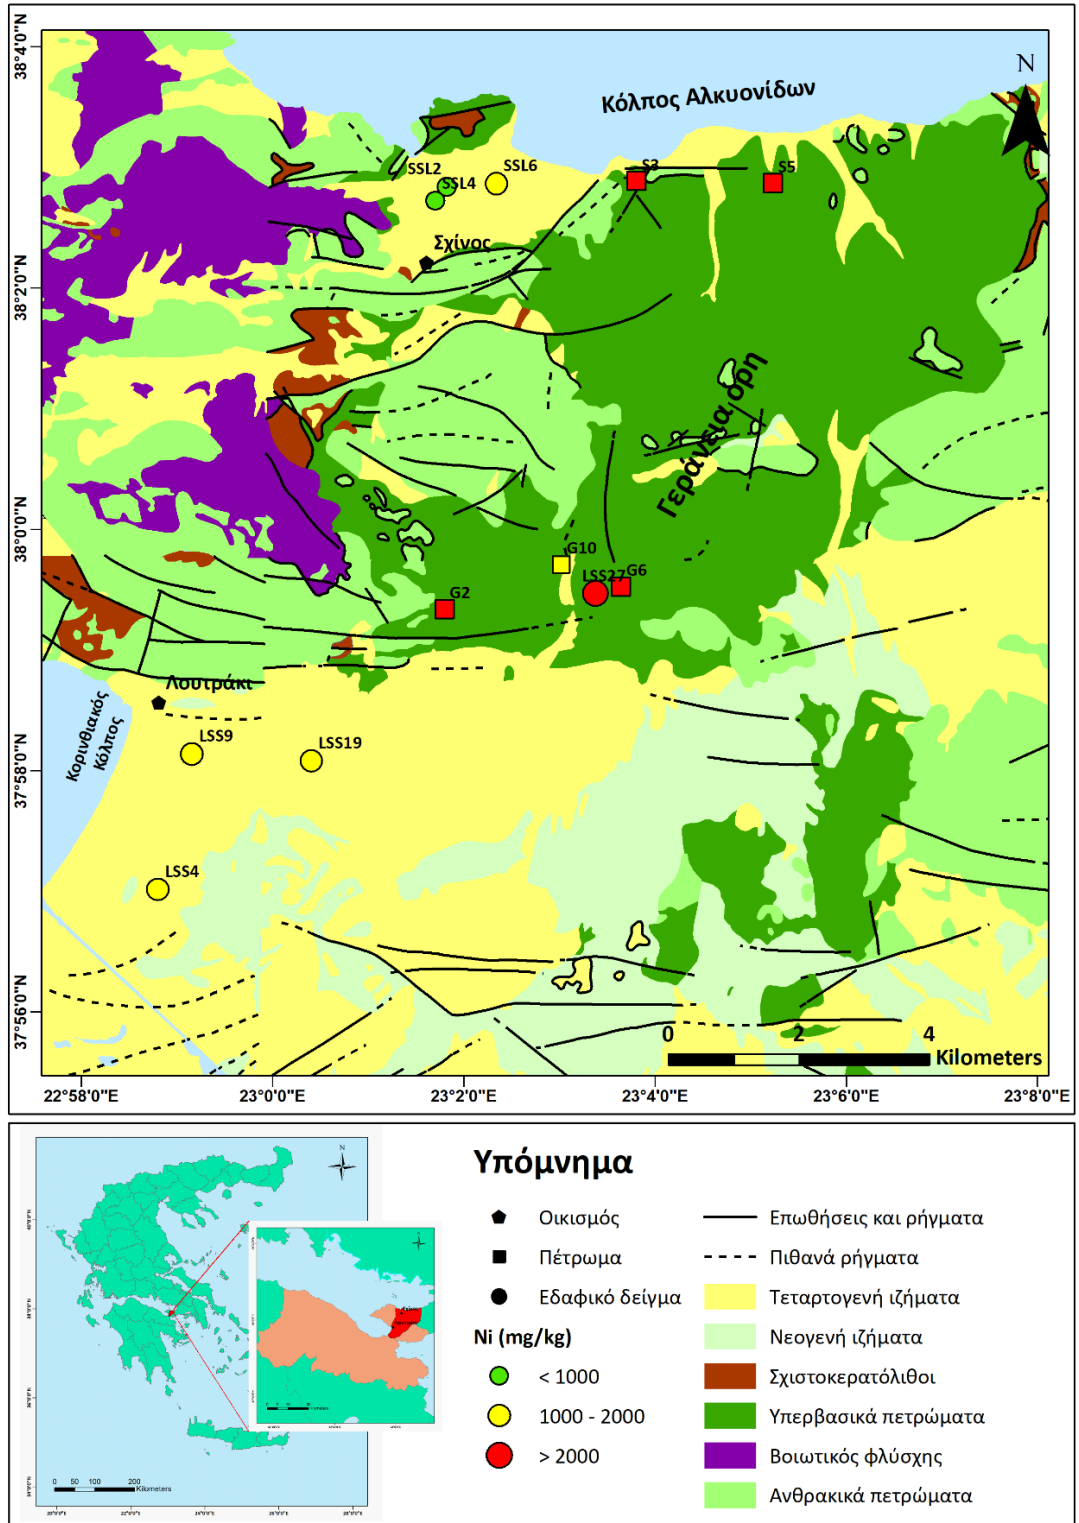 38°4'0"N
Κόλπος Αλκυονίδων
N
SSL2
SSL4
SSL6
S3
S5
Σχίνος
38°2'0"N
Γεράνεια όρη
38°0'0"N
G10
LSS27
G6
G2
Λουτράκι
Κορινθιακός
Κόλπος
LSS9
LSS19
37°58'0"N
LSS4
37°56'0"N
0 2 4
Kilometers
22°58'0"E 23°0'0"E 23°2'0"E 23°4'0"E 23°6'0"E 23°8'0"E
Υπόμνημα
Οικισμός
Πέτρωμα
Εδαφικό δείγμα
Ni (mg/kg)
< 1000
1000 - 2000
> 2000
Επωθήσεις και ρήγματα
Πιθανά ρήγματα
Τεταρτογενή ιζήματα
Νεογενή ιζήματα
Σχιστοκερατόλιθοι
Υπερβασικά πετρώματα
Βοιωτικός φλύσχης
Ανθρακικά πετρώματα
N
0 50 100 200
Kilometers